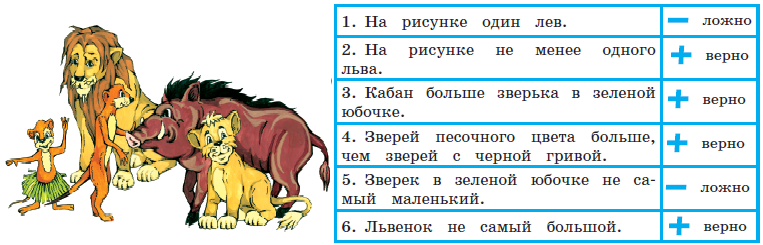 1. На рисунке один лев.
— ложно
2. На рисунке не менее одного
льва.
+ верно
3. Кабан больше зверька в зеленой
юбочке.
+ верно
4. Зверей песочного цвета больше,
чем зверей с черной гривой.
+ верно
5. Зверек в зеленой юбочке не са-
мый маленький.
— ложно
6. Львенок не самый большой.
+ верно